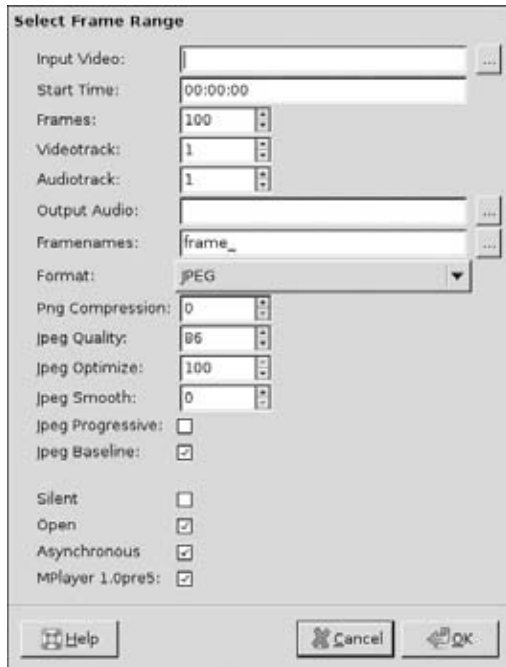 Select Frame Range
Input Video: ...
Start Time: 00:00:00
Frames: 100
Videotrack: 1
Audiotrack: 1
Output Audio: ...
Framenames: frame_ ...
Format: JPEG
Png Compression: 0
Jpeg Quality: 86
Jpeg Optimize: 100
Jpeg Smooth: 0
Jpeg Progressive:
Jpeg Baseline:
Silent
Open
Asynchronous
MPlayer 1.0pre5:
Help Cancel OK